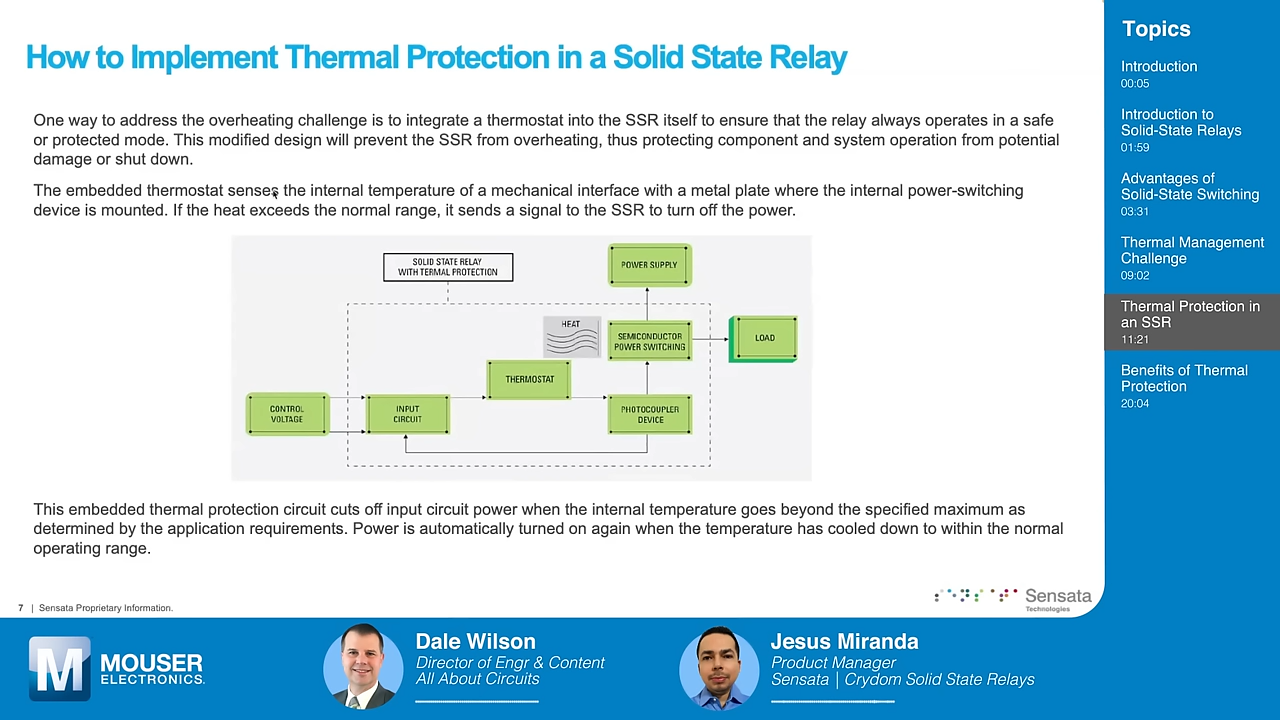 How to Implement Thermal Protection in a Solid State Relay
One way to address the overheating challenge is to integrate a thermostat into the SSR itself to ensure that the relay always operates in a safe
or protected mode. This modified design will prevent the SSR from overheating, thus protecting component and system operation from potential
damage or shut down.
The embedded thermostat senses the internal temperature of a mechanical interface with a metal plate where the internal power-switching
device is mounted. If the heat exceeds the normal range, it sends a signal to the SSR to turn off the power.
SOLID STATE RELAY
WITH TERMAL PROTECTION
POWER SUPPLY
HEAT
SEMICONDUCTOR
POWER SWITCHING
LOAD
THERMOSTAT
CONTROL
VOLTAGE
INPUT
CIRCUIT
PHOTOCOUPLER
DEVICE
This embedded thermal protection circuit cuts off input circuit power when the internal temperature goes beyond the specified maximum as
determined by the application requirements. Power is automatically turned on again when the temperature has cooled down to within the normal
operating range.
7 | Sensata Proprietary Information.
Sensata
Technologies
Topics
Introduction
00:05
Introduction to
Solid-State Relays
01:59
Advantages of
Solid-State Switching
03:31
Thermal Management
Challenge
09:02
Thermal Protection in
an SSR
11:21
Benefits of Thermal
Protection
20:04
M
MOUSER
ELECTRONICS.
Dale Wilson
Director of Engr & Content
All About Circuits
Jesus Miranda
Product Manager
Sensata | Crydom Solid State Relays